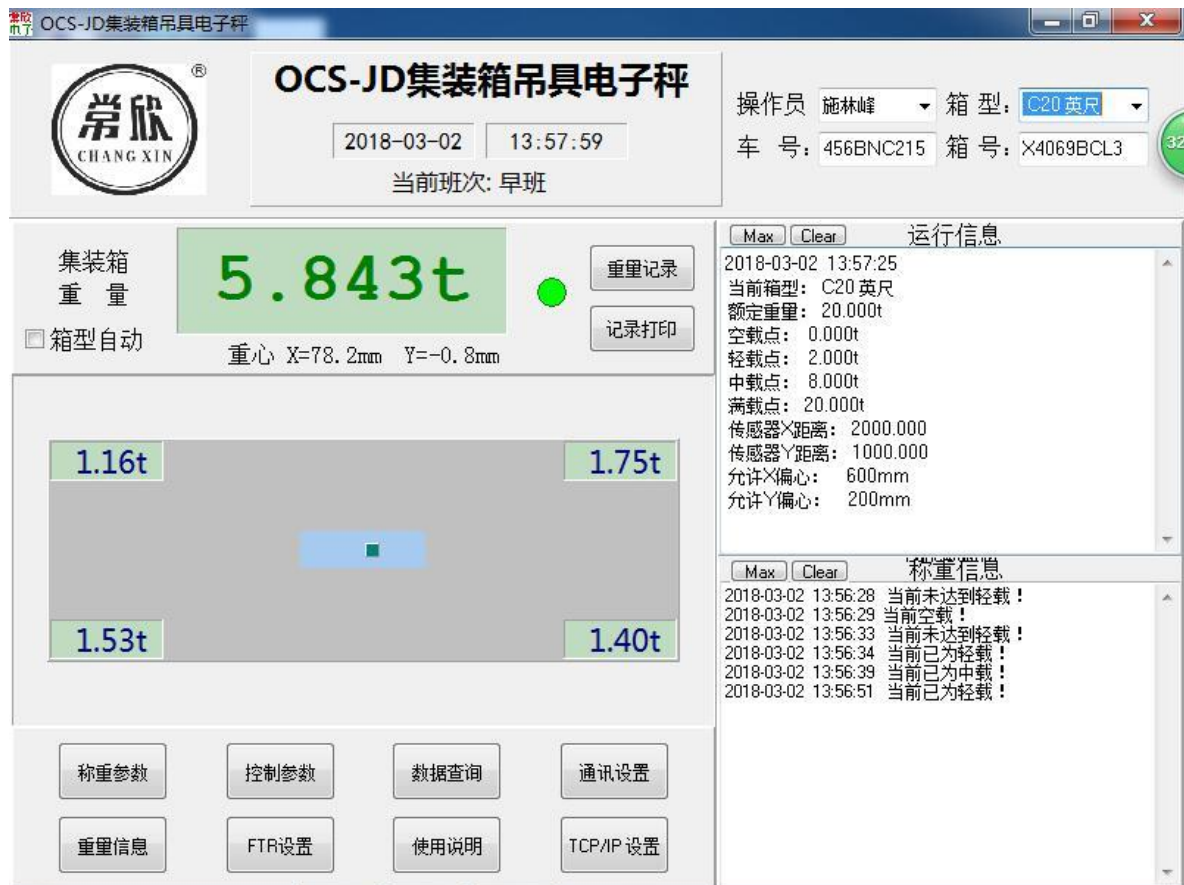 常欣 OCS-JD集装箱吊具电子秤
®
常欣
CHANG XIN
OCS-JD集装箱吊具电子秤
2018-03-02 13:57:59
当前班次: 早班
操作员 施林峰 箱 型: C20 英尺
车 号: 456BNC215 箱 号: X4069BCL3
32
集装箱
重 量
5.843t
箱型自动
重心 X=78.2mm Y=-0.8mm
重量记录
记录打印
1.16t 1.75t
1.53t 1.40t
称重参数 控制参数 数据查询 通讯设置
重量信息 FTR设置 使用说明 TCP/IP 设置
Max Clear 运行信息
2018-03-02 13:57:25
当前箱型: C20 英尺
额定重量: 20.000t
空载点: 0.000t
轻载点: 2.000t
中载点: 8.000t
满载点: 20.000t
传感器X距离: 2000.000
传感器Y距离: 1000.000
允许X偏心: 600mm
允许Y偏心: 200mm
Max Clear 称重信息
2018-03-02 13:56:28 当前未达到轻载!
2018-03-02 13:56:29 当前空载!
2018-03-02 13:56:33 当前未达到轻载!
2018-03-02 13:56:34 当前已为轻载!
2018-03-02 13:56:39 当前已为中载!
2018-03-02 13:56:51 当前已为轻载!